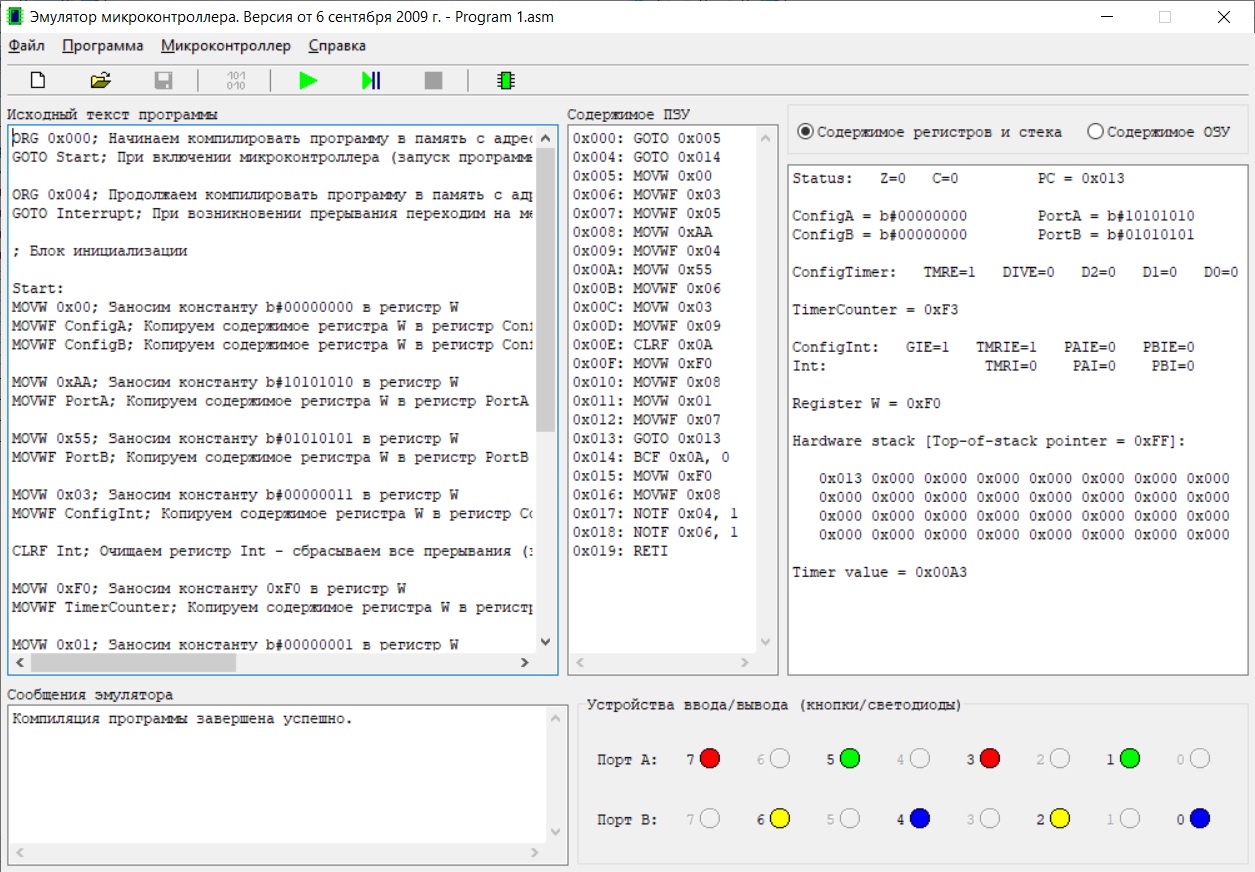 Эмулятор микроконтроллера. Версия от 6 сентября 2009 г. - Program 1.asm
Файл Программа Микроконтроллер Справка
Исходный текст программы
ORG 0x000; Начинаем компилировать программу в память с адрес
GOTO Start; При включении микроконтроллера (запуск программы
ORG 0x004; Продолжаем компилировать программу в память с ад
GOTO Interrupt; При возникновении прерывания переходим на ме
; Блок инициализации
Start:
MOVW 0x00; Заносим константу b#00000000 в регистр W
MOVWF ConfigA; Копируем содержимое регистра W в регистр Conf
MOVWF ConfigB; Копируем содержимое регистра W в регистр Conf
MOVW 0xAA; Заносим константу b#10101010 в регистр W
MOVWF PortA; Копируем содержимое регистра W в регистр PortA
MOVW 0x55; Заносим константу b#01010101 в регистр W
MOVWF PortB; Копируем содержимое регистра W в регистр PortB
MOVW 0x03; Заносим константу b#00000011 в регистр W
MOVWF ConfigInt; Копируем содержимое регистра W в регистр Co
CLRF Int; Очищаем регистр Int - сбрасываем все прерывания (
MOVW 0xF0; Заносим константу 0xF0 в регистр W
MOVWF TimerCounter; Копируем содержимое регистра W в регистр
MOVW 0x01; Заносим константу b#00000001 в регистр W
Содержимое ПЗУ
0x000: GOTO 0x005
0x004: GOTO 0x014
0x005: MOVW 0x00
0x006: MOVWF 0x03
0x007: MOVWF 0x05
0x008: MOVW 0xAA
0x009: MOVWF 0x04
0x00A: MOVW 0x55
0x00B: MOVWF 0x06
0x00C: MOVW 0x03
0x00D: MOVWF 0x09
0x00E: CLRF 0x0A
0x00F: MOVW 0xF0
0x010: MOVWF 0x08
0x011: MOVW 0x01
0x012: MOVWF 0x07
0x013: GOTO 0x013
0x014: BCF 0x0A, 0
0x015: MOVW 0xF0
0x016: MOVWF 0x08
0x017: NOTF 0x04, 1
0x018: NOTF 0x06, 1
0x019: RETI
Содержимое регистров и стека Содержимое ОЗУ
Status: Z=0 C=0 PC = 0x013
ConfigA = b#00000000 PortA = b#10101010
ConfigB = b#00000000 PortB = b#01010101
ConfigTimer: TMRE=1 DIVE=0 D2=0 D1=0 D0=0
TimerCounter = 0xF3
ConfigInt: GIE=1 TMRIE=1 PAIE=0 PBIE=0
Int: TMRI=0 PAI=0 PBI=0
Register W = 0xF0
Hardware stack [Top-of-stack pointer = 0xFF]:
0x013 0x000 0x000 0x000 0x000 0x000 0x000 0x000
0x000 0x000 0x000 0x000 0x000 0x000 0x000 0x000
0x000 0x000 0x000 0x000 0x000 0x000 0x000 0x000
0x000 0x000 0x000 0x000 0x000 0x000 0x000 0x000
Timer value = 0x00A3
Сообщения эмулятора
Компиляция программы завершена успешно.
Устройства ввода/вывода (кнопки/светодиоды)
Порт A: 7 6 5 4 3 2 1 0
Порт B: 7 6 5 4 3 2 1 0